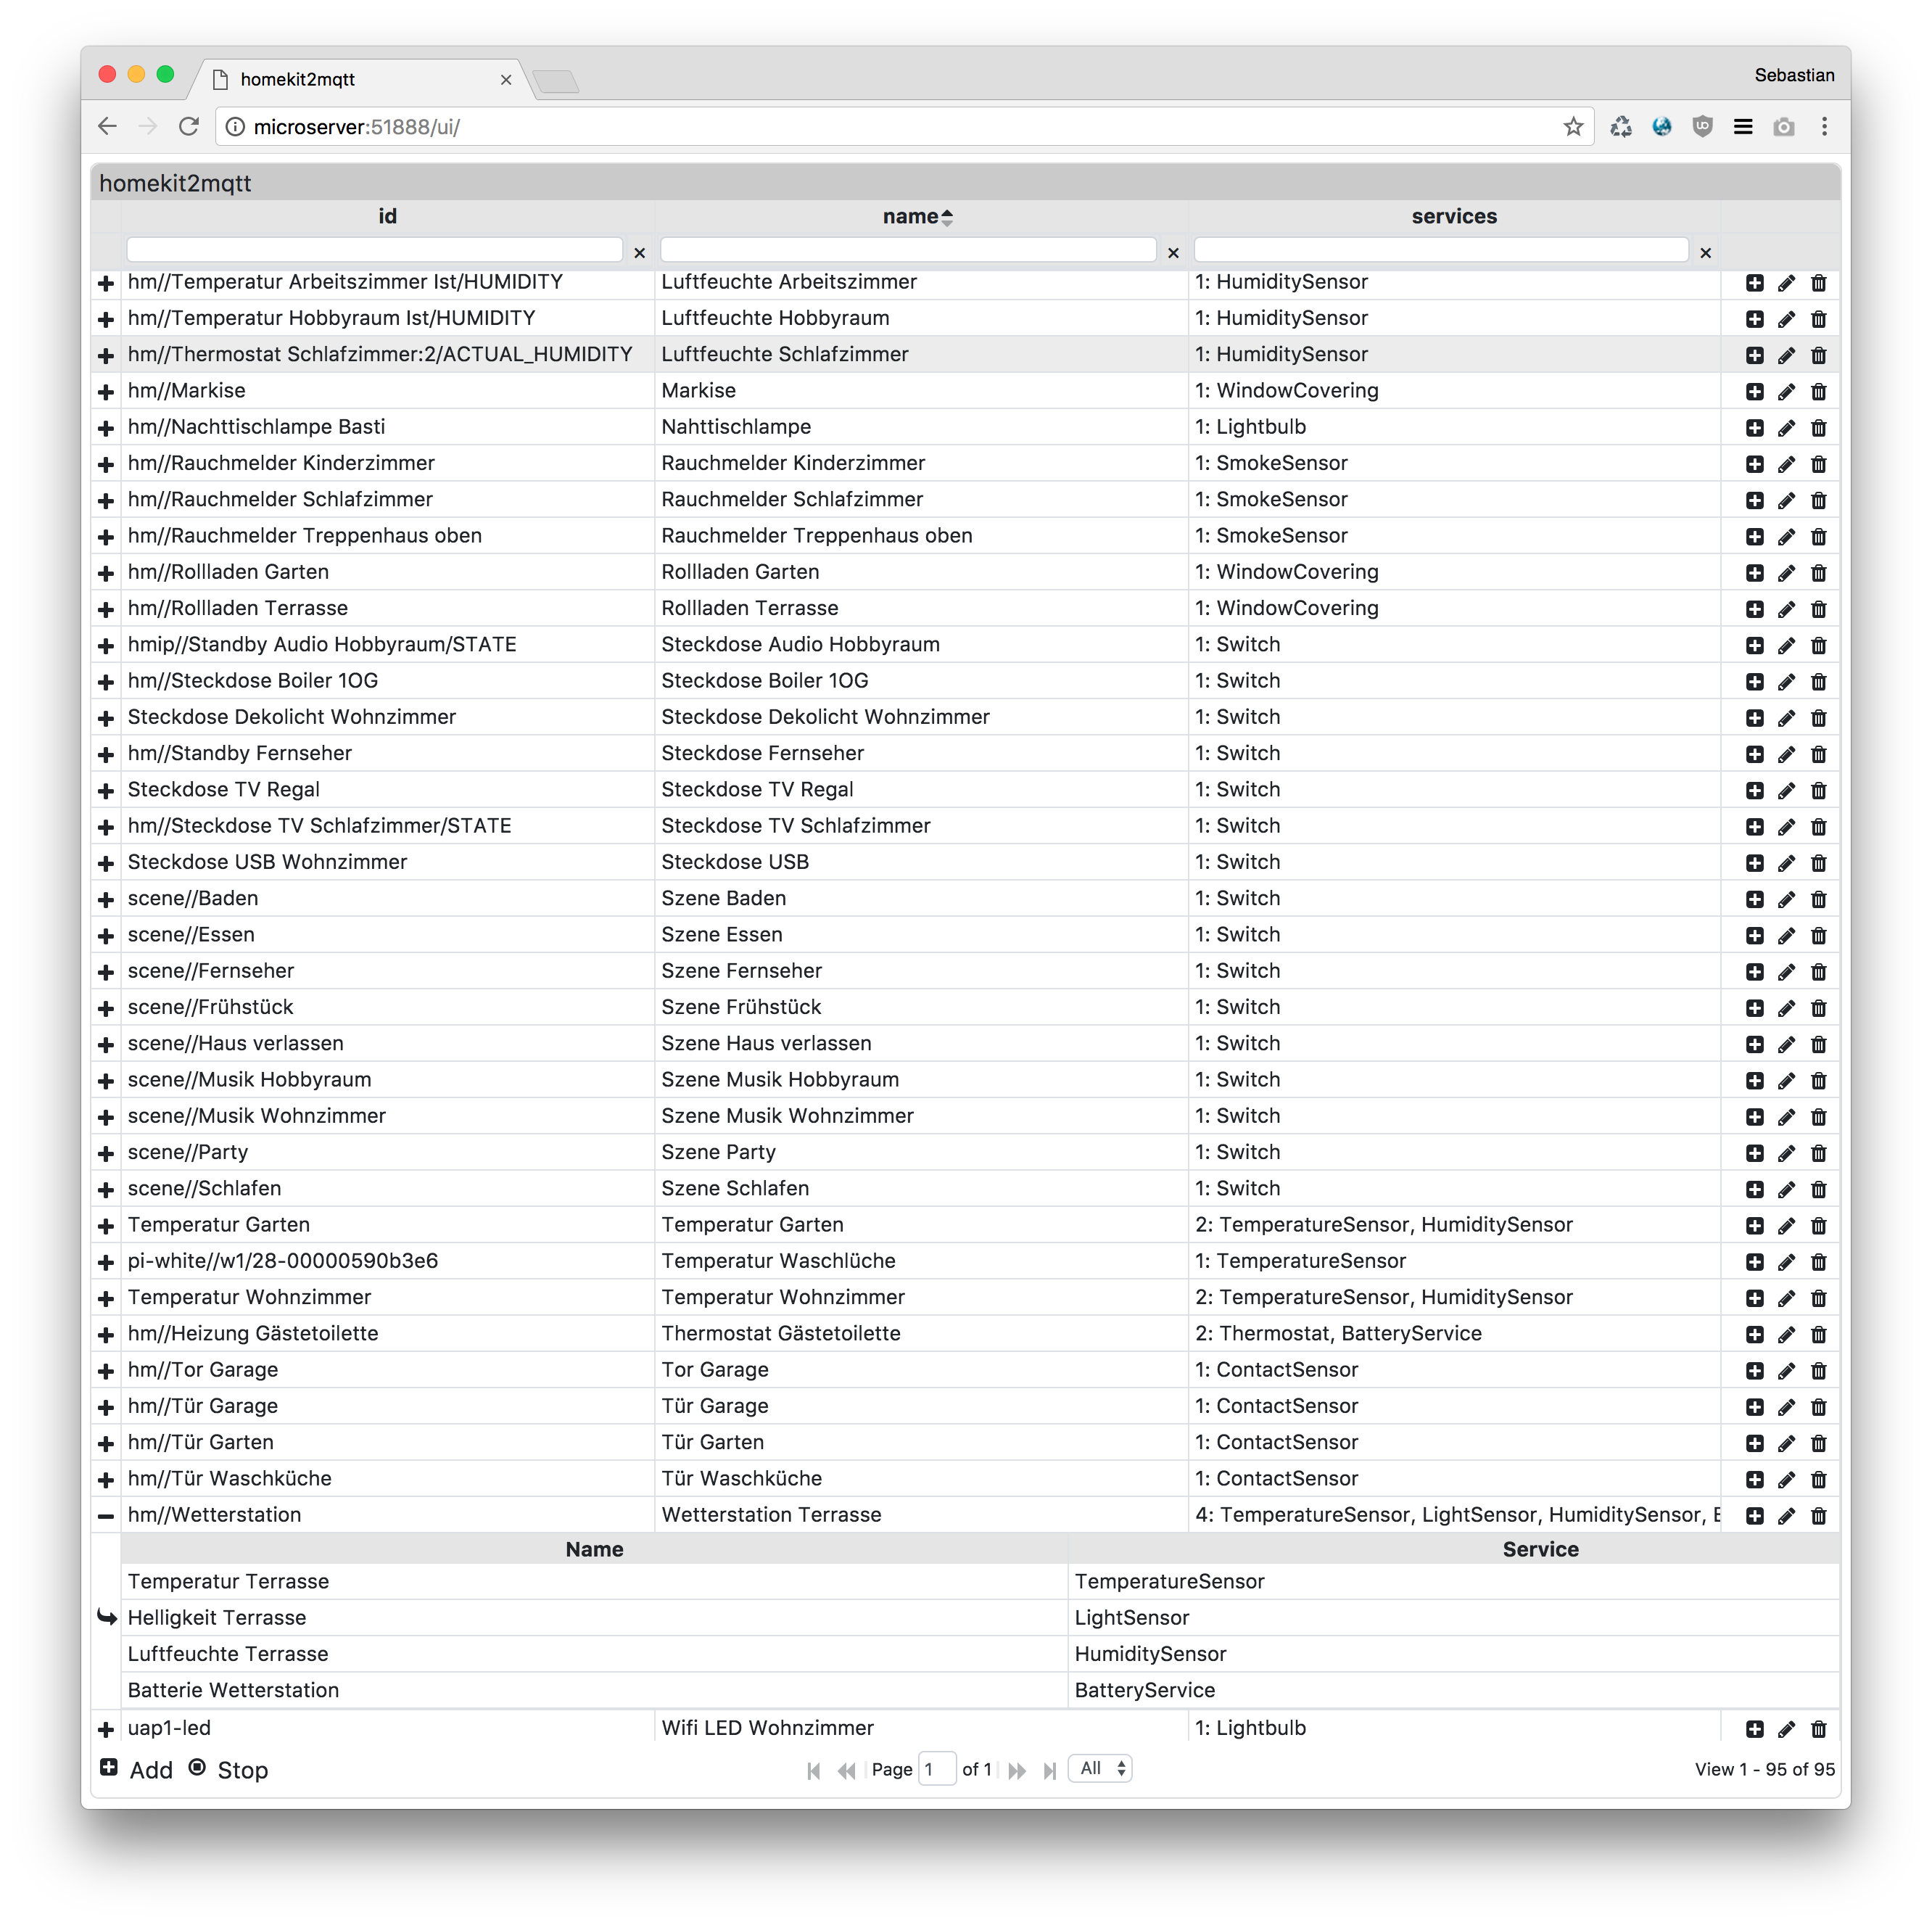 homekit2mqtt
Sebastian
microserver:51888/ui/
homekit2mqtt
id name services
hm//Temperatur Arbeitszimmer Ist/HUMIDITY Luftfeuchte Arbeitszimmer 1: HumiditySensor
hm//Temperatur Hobbyraum Ist/HUMIDITY Luftfeuchte Hobbyraum 1: HumiditySensor
hm//Thermostat Schlafzimmer:2/ACTUAL_HUMIDITY Luftfeuchte Schlafzimmer 1: HumiditySensor
hm//Markise Markise 1: WindowCovering
hm//Nachttischlampe Basti Nahttischlampe 1: Lightbulb
hm//Rauchmelder Kinderzimmer Rauchmelder Kinderzimmer 1: SmokeSensor
hm//Rauchmelder Schlafzimmer Rauchmelder Schlafzimmer 1: SmokeSensor
hm//Rauchmelder Treppenhaus oben Rauchmelder Treppenhaus oben 1: SmokeSensor
hm//Rollladen Garten Rollladen Garten 1: WindowCovering
hm//Rollladen Terrasse Rollladen Terrasse 1: WindowCovering
hmip//Standby Audio Hobbyraum/STATE Steckdose Audio Hobbyraum 1: Switch
hm//Steckdose Boiler 1OG Steckdose Boiler 1OG 1: Switch
Steckdose Dekolicht Wohnzimmer Steckdose Dekolicht Wohnzimmer 1: Switch
hm//Standby Fernseher Steckdose Fernseher 1: Switch
Steckdose TV Regal Steckdose TV Regal 1: Switch
hm//Steckdose TV Schlafzimmer/STATE Steckdose TV Schlafzimmer 1: Switch
Steckdose USB Wohnzimmer Steckdose USB 1: Switch
scene//Baden Szene Baden 1: Switch
scene//Essen Szene Essen 1: Switch
scene//Fernseher Szene Fernseher 1: Switch
scene//Frühstück Szene Frühstück 1: Switch
scene//Haus verlassen Szene Haus verlassen 1: Switch
scene//Musik Hobbyraum Szene Musik Hobbyraum 1: Switch
scene//Musik Wohnzimmer Szene Musik Wohnzimmer 1: Switch
scene//Party Szene Party 1: Switch
scene//Schlafen Szene Schlafen 1: Switch
Temperatur Garten Temperatur Garten 2: TemperatureSensor, HumiditySensor
pi-white//w1/28-00000590b3e6 Temperatur Waschlüche 1: TemperatureSensor
Temperatur Wohnzimmer Temperatur Wohnzimmer 2: TemperatureSensor, HumiditySensor
hm//Heizung Gästetoilette Thermostat Gästetoilette 2: Thermostat, BatteryService
hm//Tor Garage Tor Garage 1: ContactSensor
hm//Tür Garage Tür Garage 1: ContactSensor
hm//Tür Garten Tür Garten 1: ContactSensor
hm//Tür Waschküche Tür Waschküche 1: ContactSensor
hm//Wetterstation Wetterstation Terrasse 4: TemperatureSensor, LightSensor, HumiditySensor,
Name Service
Temperatur Terrasse TemperatureSensor
Helligkeit Terrasse LightSensor
Luftfeuchte Terrasse HumiditySensor
Batterie Wetterstation BatteryService
uap1-led Wifi LED Wohnzimmer 1: Lightbulb
Add Stop Page 1 of 1 All View 1 - 95 of 95